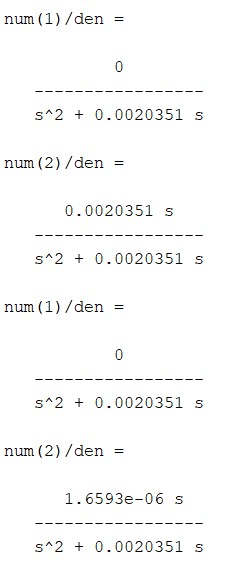 num(1)/den =
0
-----------------
s^2 + 0.0020351 s
num(2)/den =
0.0020351 s
-----------------
s^2 + 0.0020351 s
num(1)/den =
0
-----------------
s^2 + 0.0020351 s
num(2)/den =
1.6593e-06 s
-----------------
s^2 + 0.0020351 s